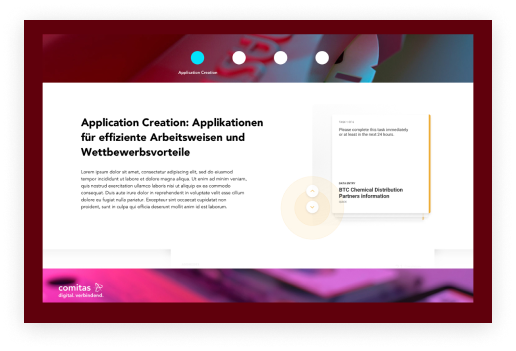 Application Creation
Application Creation: Applikationen
für effiziente Arbeitsweisen und
Wettbewerbsvorteile
Lorem ipsum dolor sit amet, consectetur adipiscing elit, sed do eiusmod
tempor incididunt ut labore et dolore magna aliqua. Ut enim ad minim veniam,
quis nostrud exercitation ullamco laboris nisi ut aliquip ex ea commodo
consequat. Duis aute irure dolor in reprehenderit in voluptate velit esse cillum
dolore eu fugiat nulla pariatur. Excepteur sint occaecat cupidatat non
proident, sunt in culpa qui officia deserunt mollit anim id est laborum.
Please complete this task immediately
or at least in the next 24 hours.
BTC Chemical Distribution
Partners Information
comitas
digital. verbindend.